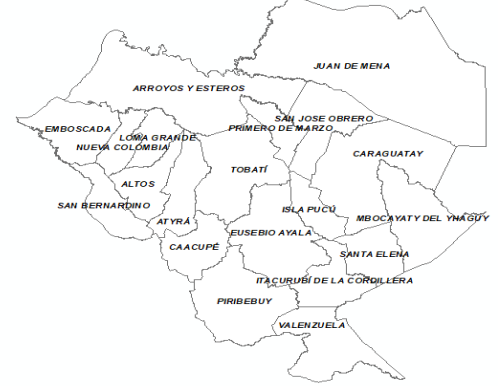 JUAN DE MENA
ARROYOS Y ESTEROS
SAN JOSE OBRERO
EMBOSCADA
PRIMERO DE MARZO
LOMA GRANDE
NUEVA COLOMBIA
CARAGUATAY
TOBATÍ
ALTOS
SAN BERNARDINO
ISLA PUCÚ
MBOCAYATY DEL YHAGUY
ATYRÁ
EUSEBIO AYALA
CAACUPÉ
SANTA ELENA
ITACURUBÍ DE LA CORDILLERA
PIRIBEBUY
VALENZUELA